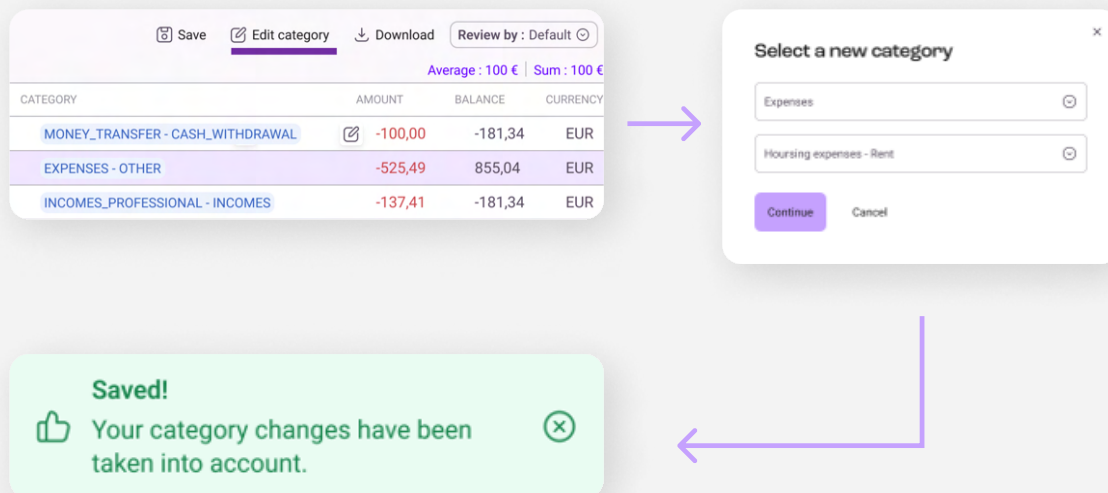 Save Edit category Download Review by : Default
Average : 100 € Sum : 100 €
CATEGORY AMOUNT BALANCE CURRENCY
MONEY_TRANSFER - CASH_WITHDRAWAL -100,00 -181,34 EUR
EXPENSES - OTHER -525,49 855,04 EUR
INCOMES_PROFESSIONAL - INCOMES -137,41 -181,34 EUR
Select a new category
Expenses
Hoursing expenses - Rent
Continue Cancel
Saved!
Your category changes have been
taken into account.